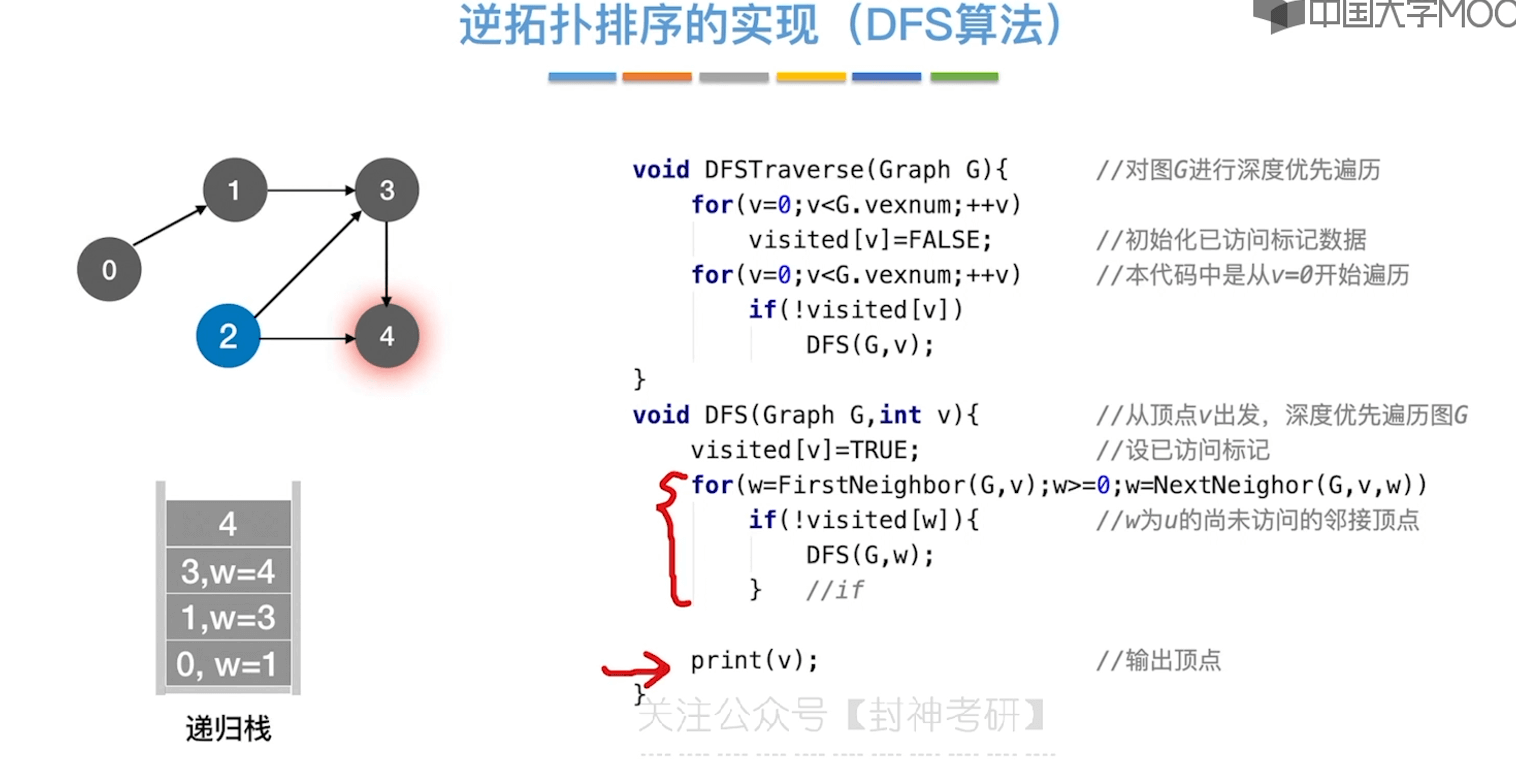 逆拓扑排序的实现（DFS算法）
中国大学MOO
1
3
0
2
4
void DFSTraverse(Graph G){ //对图G进行深度优先遍历
for(v=0;v<G.vexnum;++v)
visited[v]=FALSE; //初始化已访问标记数据
for(v=0;v<G.vexnum;++v) //本代码中是从v=0开始遍历
if(!visited[v])
DFS(G,v);
}
void DFS(Graph G,int v){ //从顶点v出发，深度优先遍历图G
visited[v]=TRUE; //设已访问标记
for(w=FirstNeighbor(G,v);w>=0;w=NextNeighor(G,v,w))
if(!visited[w]){ //w为u的尚未访问的邻接顶点
DFS(G,w);
} //if
print(v); //输出顶点
}
4
3,w=4
1,w=3
0, w=1
递归栈
关注公众号【封神考研】